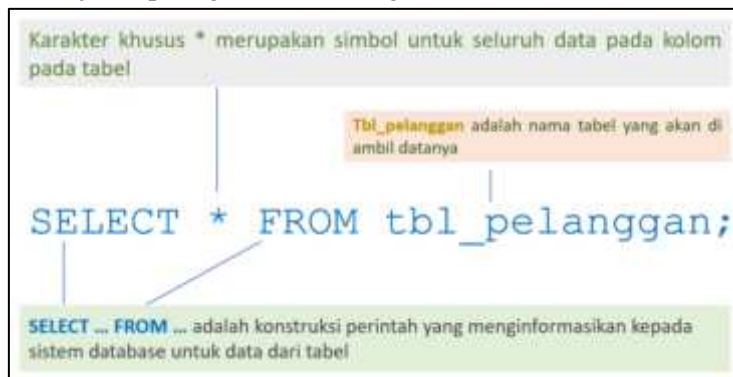 Karakter khusus * merupakan simbol untuk seluruh data pada kolom
pada tabel
Tbl_pelanggan adalah nama tabel yang akan di
ambil datanya
SELECT * FROM tbl_pelanggan;
SELECT ... FROM ... adalah konstruksi perintah yang menginformasikan kepada
sistem database untuk data dari tabel